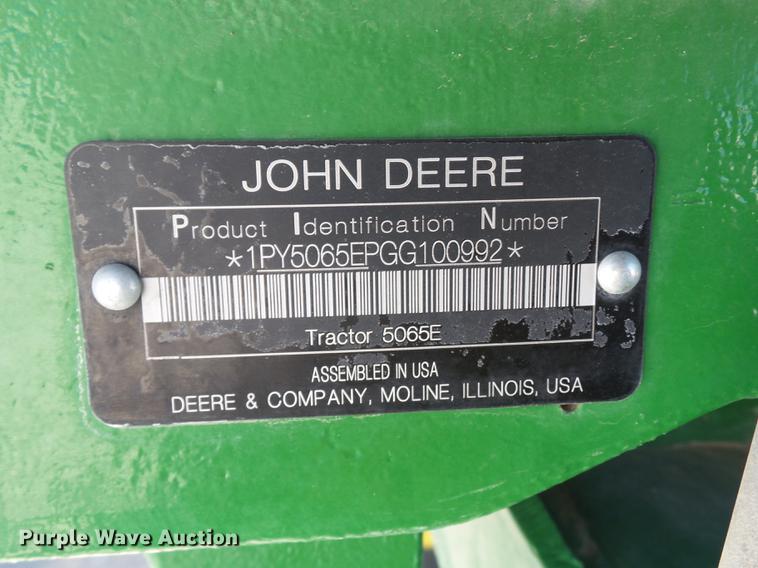 JOHN DEERE
Product Identification Number
*1PY5065EPGG100992*
Tractor 5065E
ASSEMBLED IN USA
DEERE & COMPANY, MOLINE, ILLINOIS, USA
Purple Wave Auction